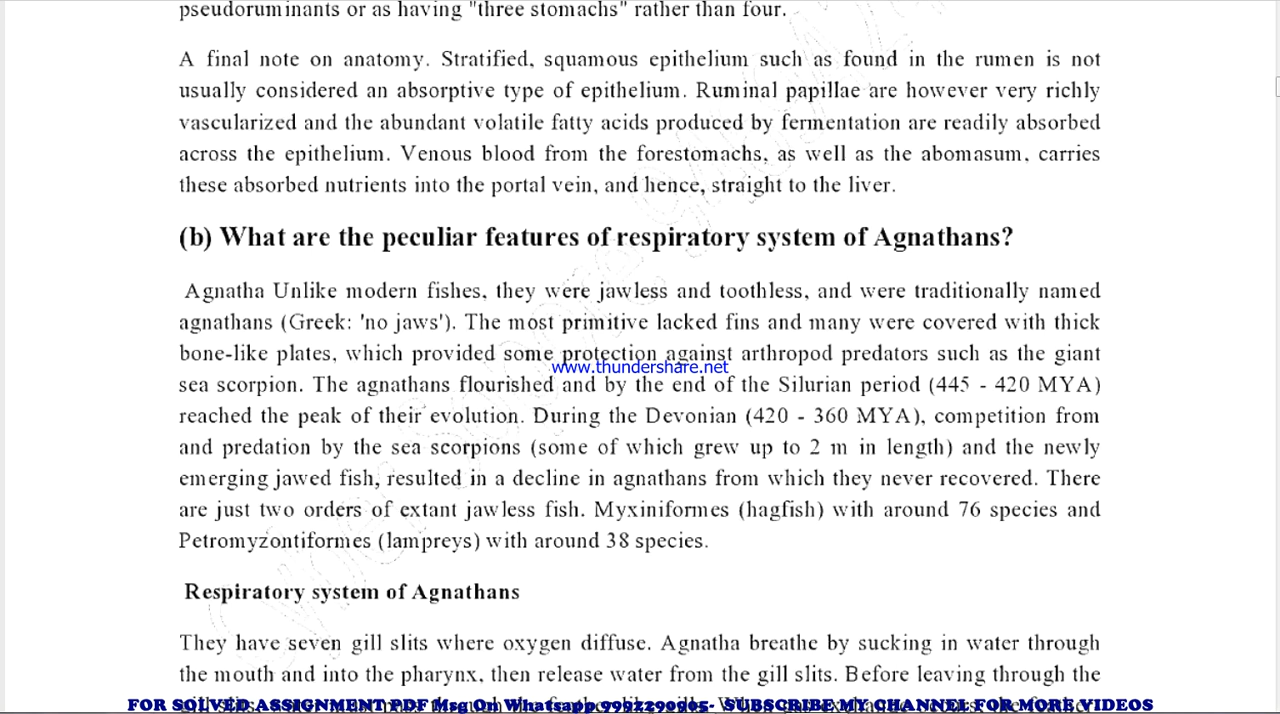 pseudoruminants or as having "three stomachs" rather than four.
A final note on anatomy. Stratified, squamous epithelium such as found in the rumen is not
usually considered an absorptive type of epithelium. Ruminal papillae are however very richly
vascularized and the abundant volatile fatty acids produced by fermentation are readily absorbed
across the epithelium. Venous blood from the forestomachs, as well as the abomasum, carries
these absorbed nutrients into the portal vein, and hence, straight to the liver.
(b) What are the peculiar features of respiratory system of Agnathans?
Agnatha Unlike modern fishes, they were jawless and toothless, and were traditionally named
agnathans (Greek: 'no jaws'). The most primitive lacked fins and many were covered with thick
bone-like plates, which provided some protection against arthropod predators such as the giant
www.thundershare.net
sea scorpion. The agnathans flourished and by the end of the Silurian period (445 - 420 MYA)
reached the peak of their evolution. During the Devonian (420 - 360 MYA), competition from
and predation by the sea scorpions (some of which grew up to 2 m in length) and the newly
emerging jawed fish, resulted in a decline in agnathans from which they never recovered. There
are just two orders of extant jawless fish. Myxiniformes (hagfish) with around 76 species and
Petromyzontiformes (lampreys) with around 38 species.
Respiratory system of Agnathans
They have seven gill slits where oxygen diffuse. Agnatha breathe by sucking in water through
the mouth and into the pharynx, then release water from the gill slits. Before leaving through the
FOR SOLVED ASSIGNMENT PDF Msg On Whatsapp 9992290905- SUBSCRIBE MY CHANNEL FOR MORE VIDEOS